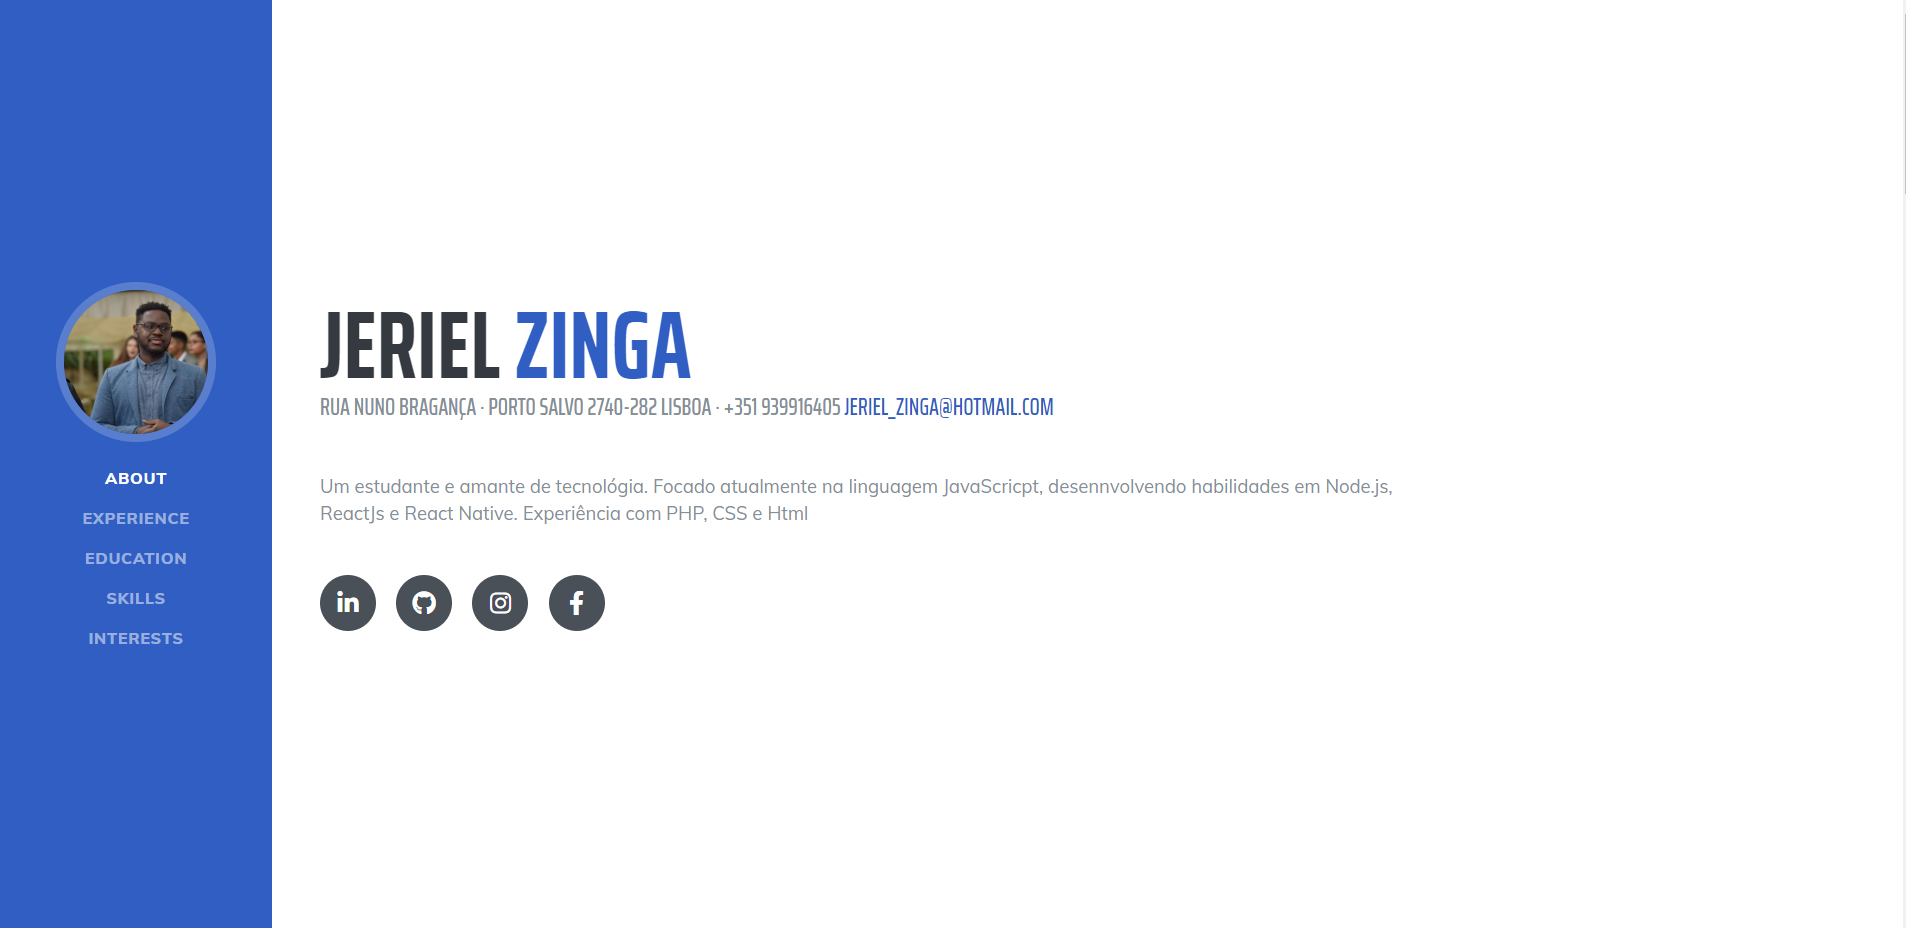 ABOUT
EXPERIENCE
EDUCATION
SKILLS
INTERESTS
JERIEL ZINGA
RUA NUNO BRAGANÇA · PORTO SALVO 2740-282 LISBOA · +351 939916405 JERIEL_ZINGA@HOTMAIL.COM
Um estudante e amante de tecnológia. Focado atualmente na linguagem JavaScricpt, desennvolvendo habilidades em Node.js,
ReactJs e React Native. Experiência com PHP, CSS e Html